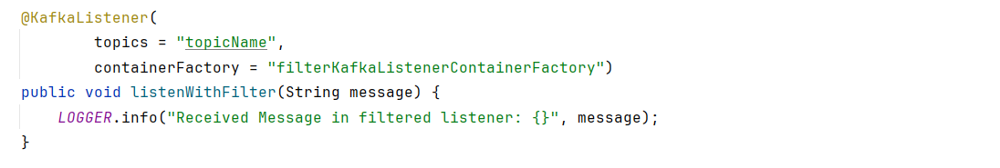 @KafkaListener(
        topics = "topicName",
        containerFactory = "filterKafkaListenerContainerFactory")
public void listenWithFilter(String message) {
    LOGGER.info("Received Message in filtered listener: {}", message);
}